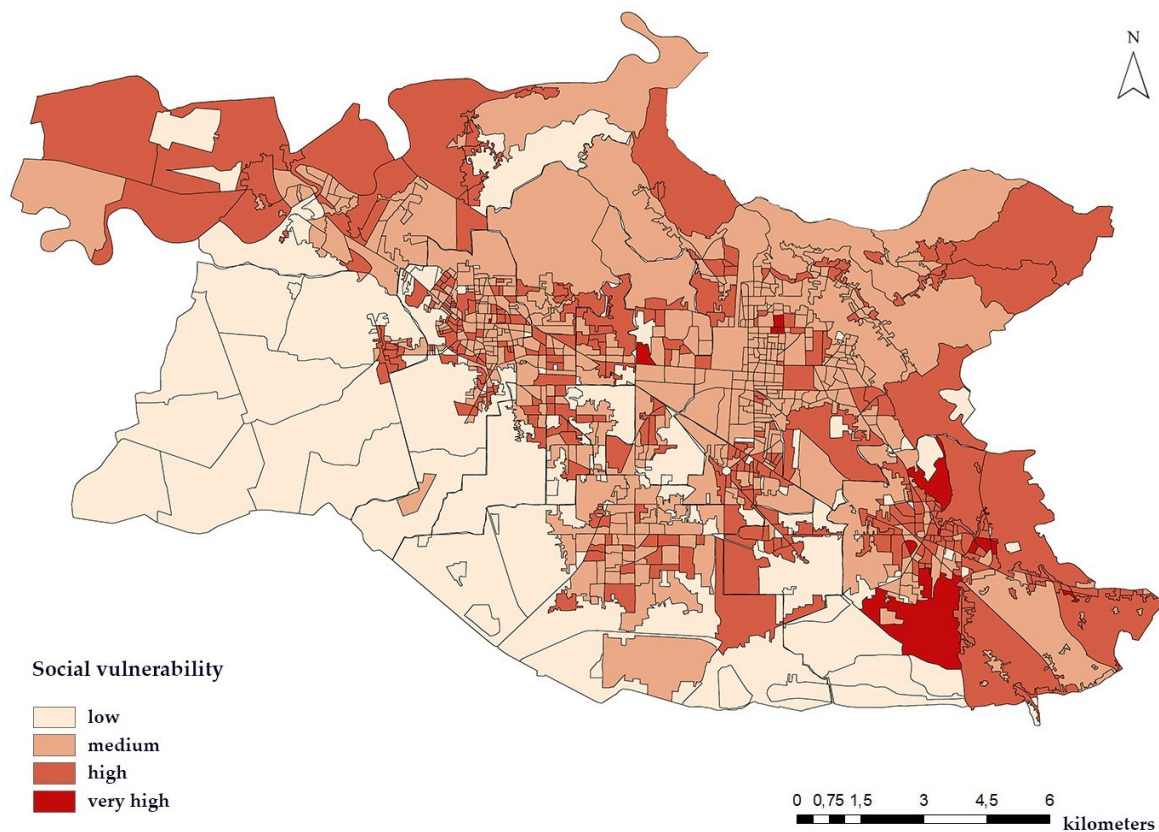 N
Social vulnerability
low
medium
high
very high
0 0,75 1,5 3 4,5 6
kilometers